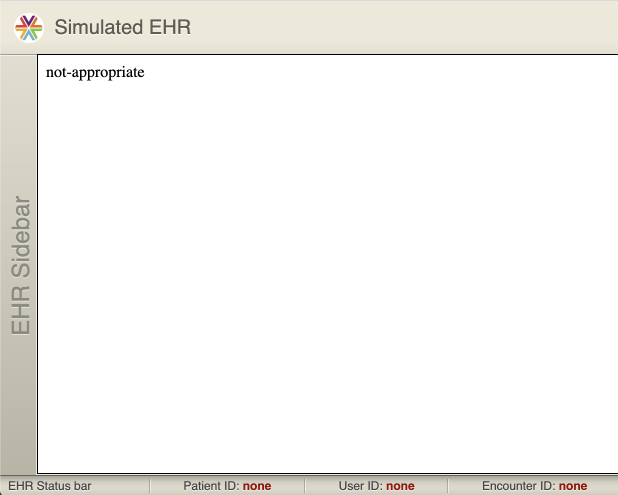 Simulated EHR
not-appropriate
EHR Sidebar
EHR Status bar
Patient ID: none
User ID: none
Encounter ID: none